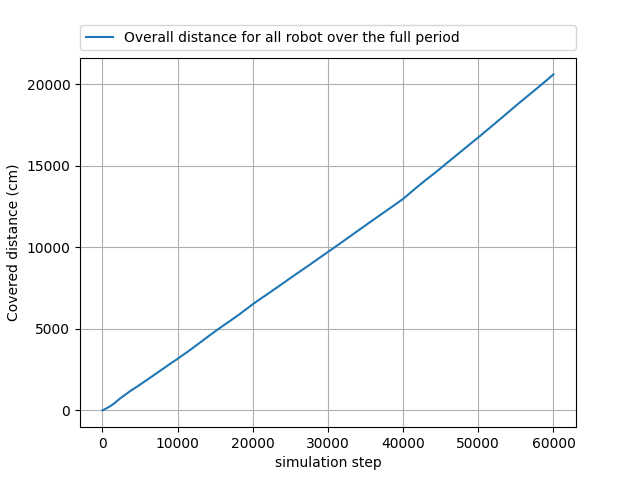 Overall distance for all robot over the full period
20000
15000
10000
5000
0
Covered distance (cm)
0 10000 20000 30000 40000 50000 60000
simulation step